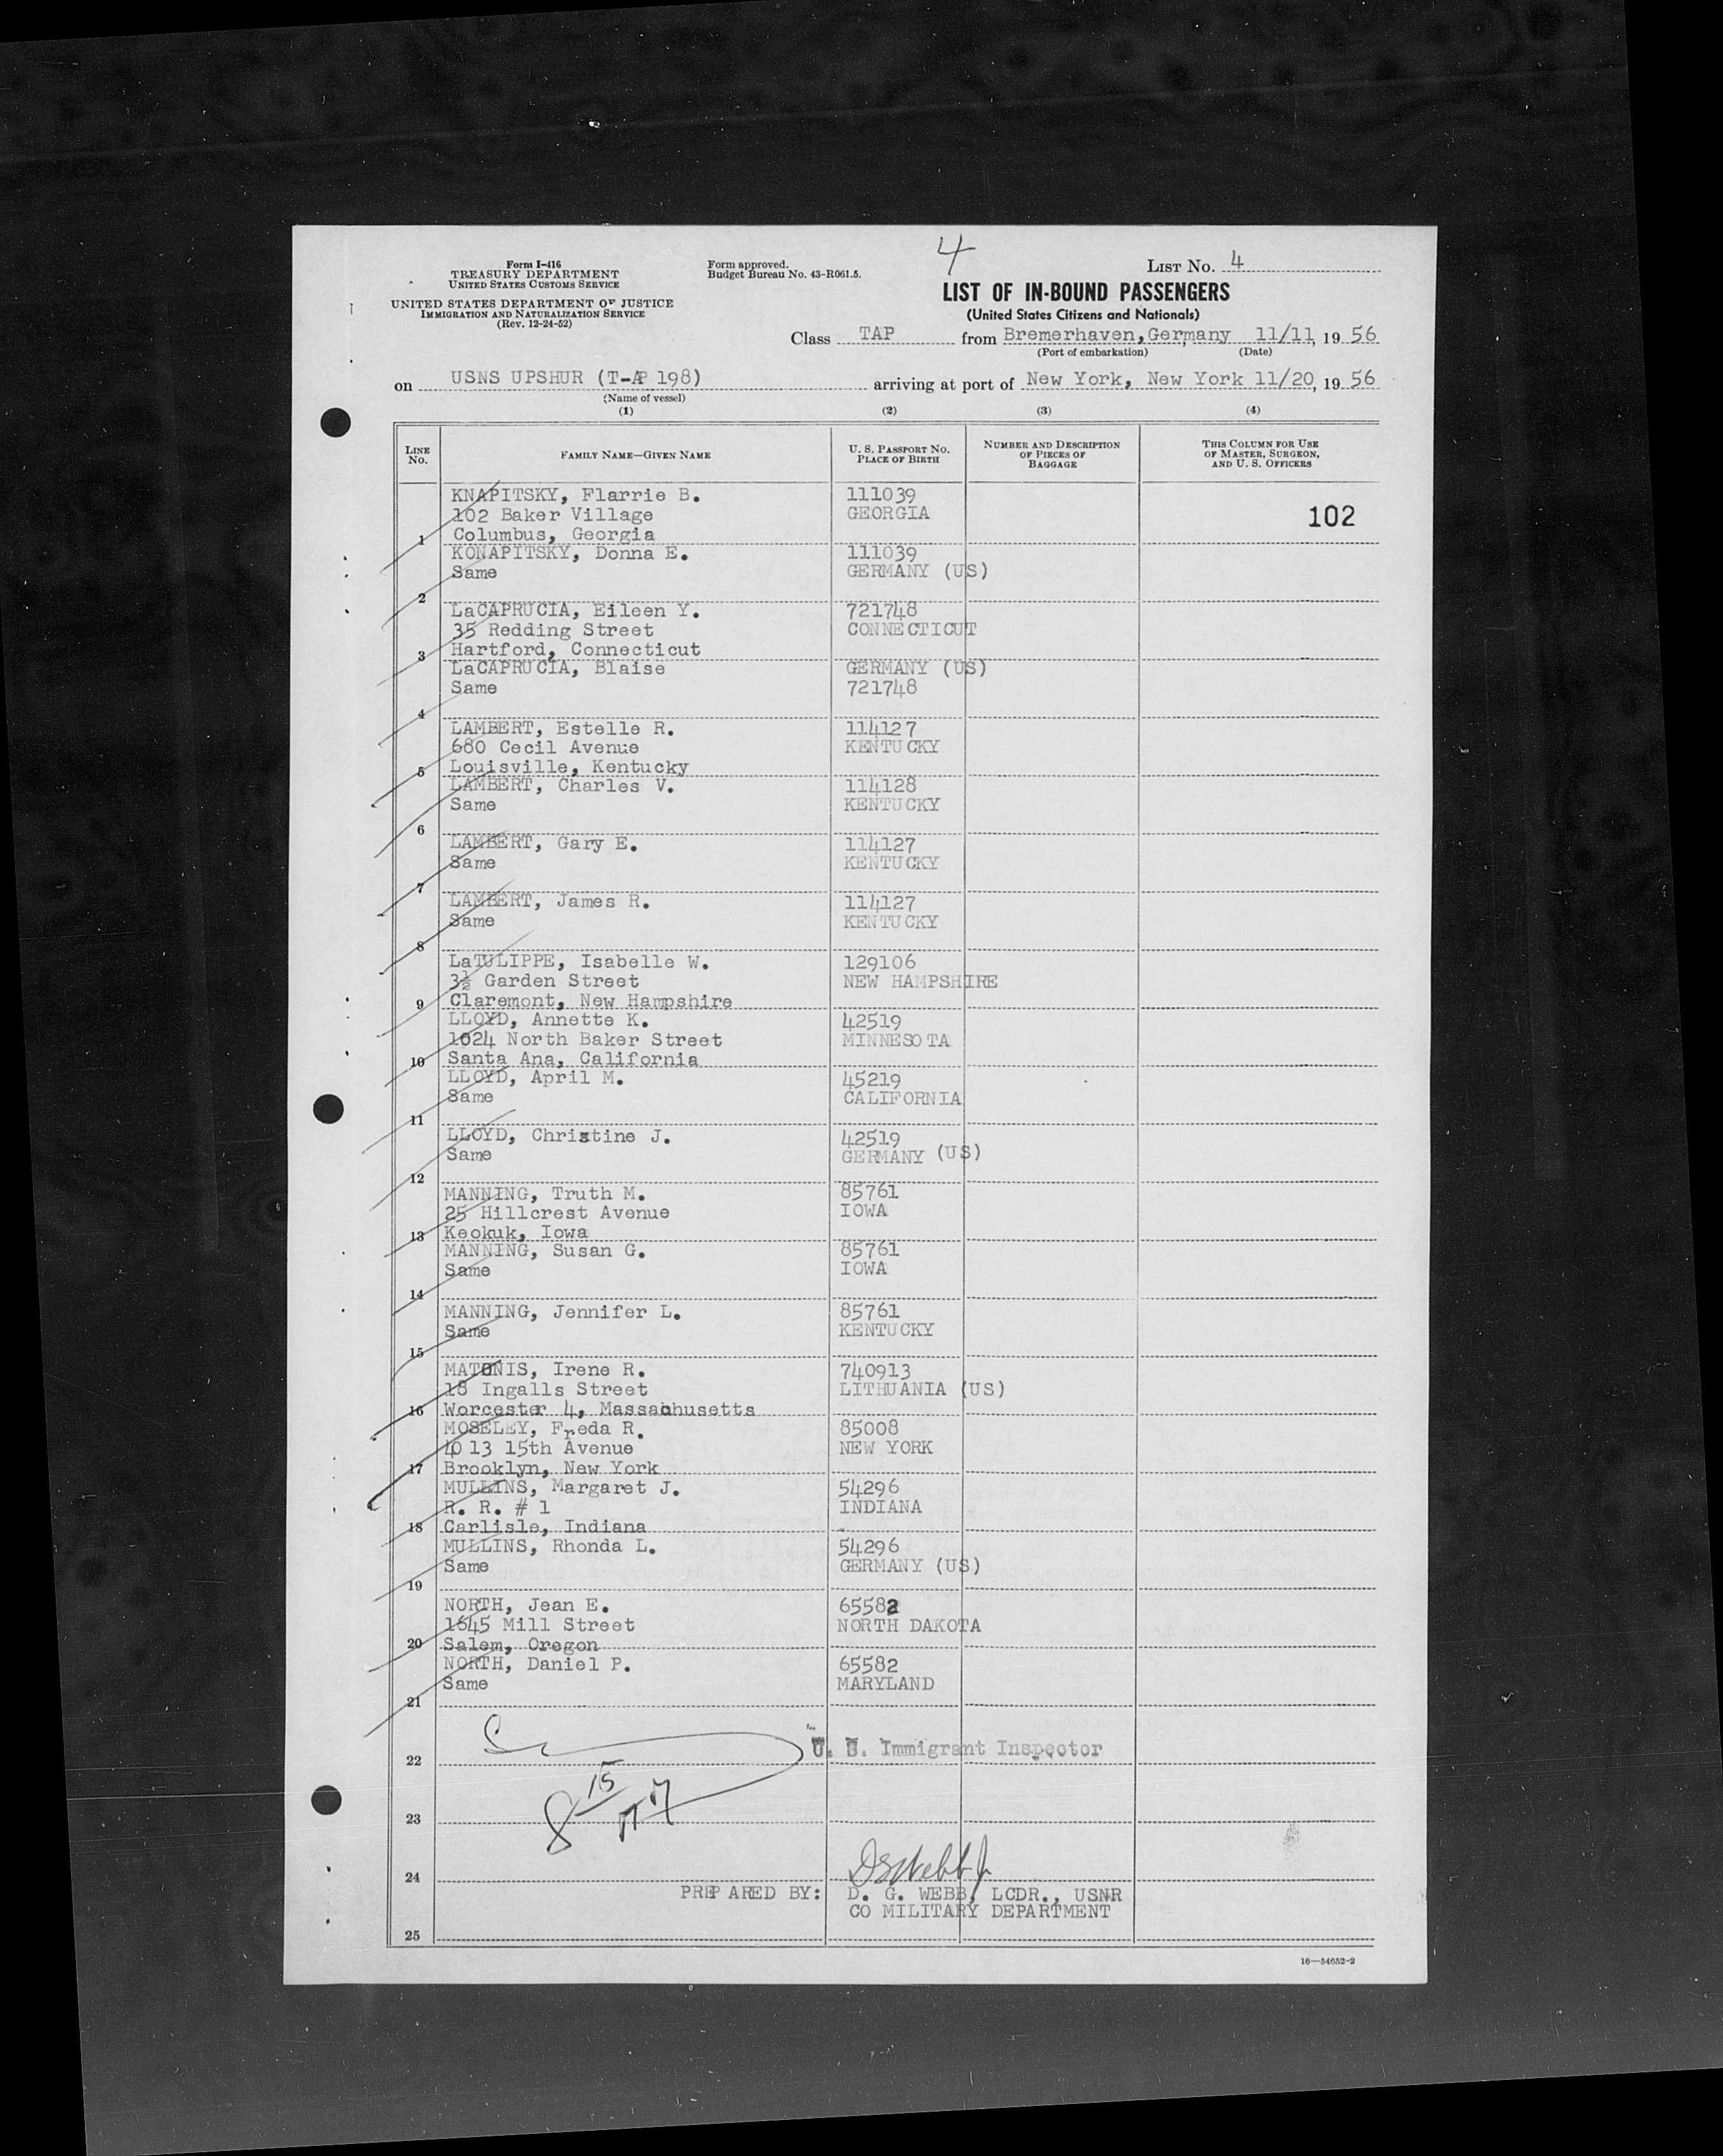 4
Form I-416
TREASURY DEPARTMENT
UNITED STATES CUSTOMS SERVICE
UNITED STATES DEPARTMENT OF JUSTICE
IMMIGRATION AND NATURALIZATION SERVICE
(Rev. 12-24-52)
Form approved.
Budget Bureau No. 43-R061.5.
LIST NO. 4
LIST OF IN-BOUND PASSENGERS
(United States Citizens and Nationals)
Class TAP from Bremerhaven, Germany 11/11, 19 56
(Port of embarkation) (Date)
on USNS UPSHUR (T-AP 198) arriving at port of New York, New York 11/20, 19 56
(Name of vessel)
(1) (2) (3) (4)
LINE NO. FAMILY NAME—GIVEN NAME U. S. PASSPORT NO. PLACE OF BIRTH NUMBER AND DESCRIPTION OF PIECES OF BAGGAGE THIS COLUMN FOR USE OF MASTER, SURGEON, AND U. S. OFFICERS
KNAPITSKY, Flarrie B. 111039
102 Baker Village GEORGIA 102
1 Columbus, Georgia
KONAPITSKY, Donna E. 111039
Same GERMANY (US)
2
LaCAPRUCIA, Eileen Y. 721748
35 Redding Street CONNECTICUT
3 Hartford, Connecticut
LaCAPRUCIA, Blaise GERMANY (US)
Same 721748
4
LAMBERT, Estelle R. 114127
680 Cecil Avenue KENTUCKY
5 Louisville, Kentucky
LAMBERT, Charles V. 114128
Same KENTUCKY
6
LAMBERT, Gary E. 114127
Same KENTUCKY
7
LAMBERT, James R. 114127
Same KENTUCKY
8
LaTULIPPE, Isabelle W. 129106
3½ Garden Street NEW HAMPSHIRE
9 Claremont, New Hampshire
LLOYD, Annette K. 42519
1024 North Baker Street MINNESOTA
10 Santa Ana, California
LLOYD, April M. 45219
Same CALIFORNIA
11
LLOYD, Christine J. 42519
Same GERMANY (US)
12
MANNING, Truth M. 85761
25 Hillcrest Avenue IOWA
13 Keokuk, Iowa
MANNING, Susan G. 85761
Same IOWA
14
MANNING, Jennifer L. 85761
Same KENTUCKY
15
MATONIS, Irene R. 740913
18 Ingalls Street LITHUANIA (US)
16 Worcester 4, Massachusetts
MOSELEY, Freda R. 85008
4013 15th Avenue NEW YORK
17 Brooklyn, New York
MULLINS, Margaret J. 54296
R. R. # 1 INDIANA
18 Carlisle, Indiana
MULLINS, Rhonda L. 54296
Same GERMANY (US)
19
NORTH, Jean E. 65582
1645 Mill Street NORTH DAKOTA
20 Salem, Oregon
NORTH, Daniel P. 65582
Same MARYLAND
21
U. S. Immigrant Inspector
22
8 15
17
23
DGWebb Jr
24
PREPARED BY: D. G. WEBB, LCDR., USNR
CO MILITARY DEPARTMENT
25
16—54652-2